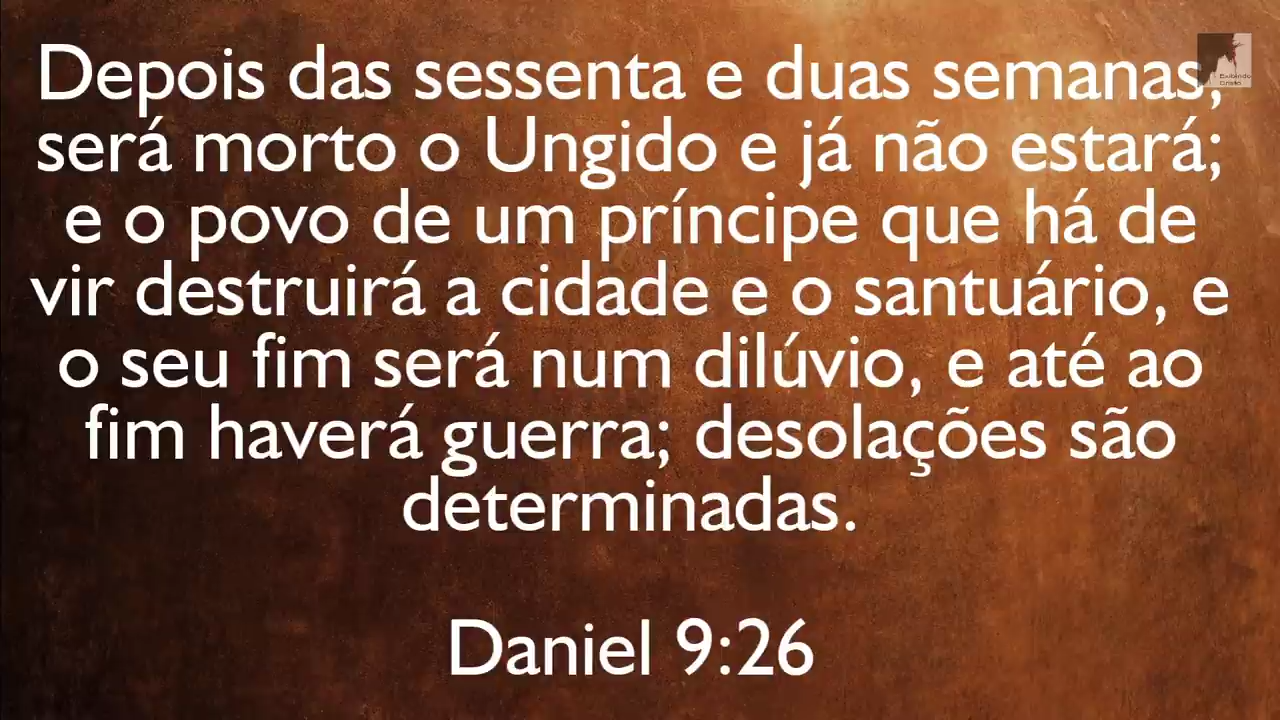 Depois das sessenta e duas semanas,
será morto o Ungido e já não estará;
e o povo de um príncipe que há de
vir destruirá a cidade e o santuário, e
o seu fim será num dilúvio, e até ao
fim haverá guerra; desolações são
determinadas.
Daniel 9:26
Exibindo
Cristo